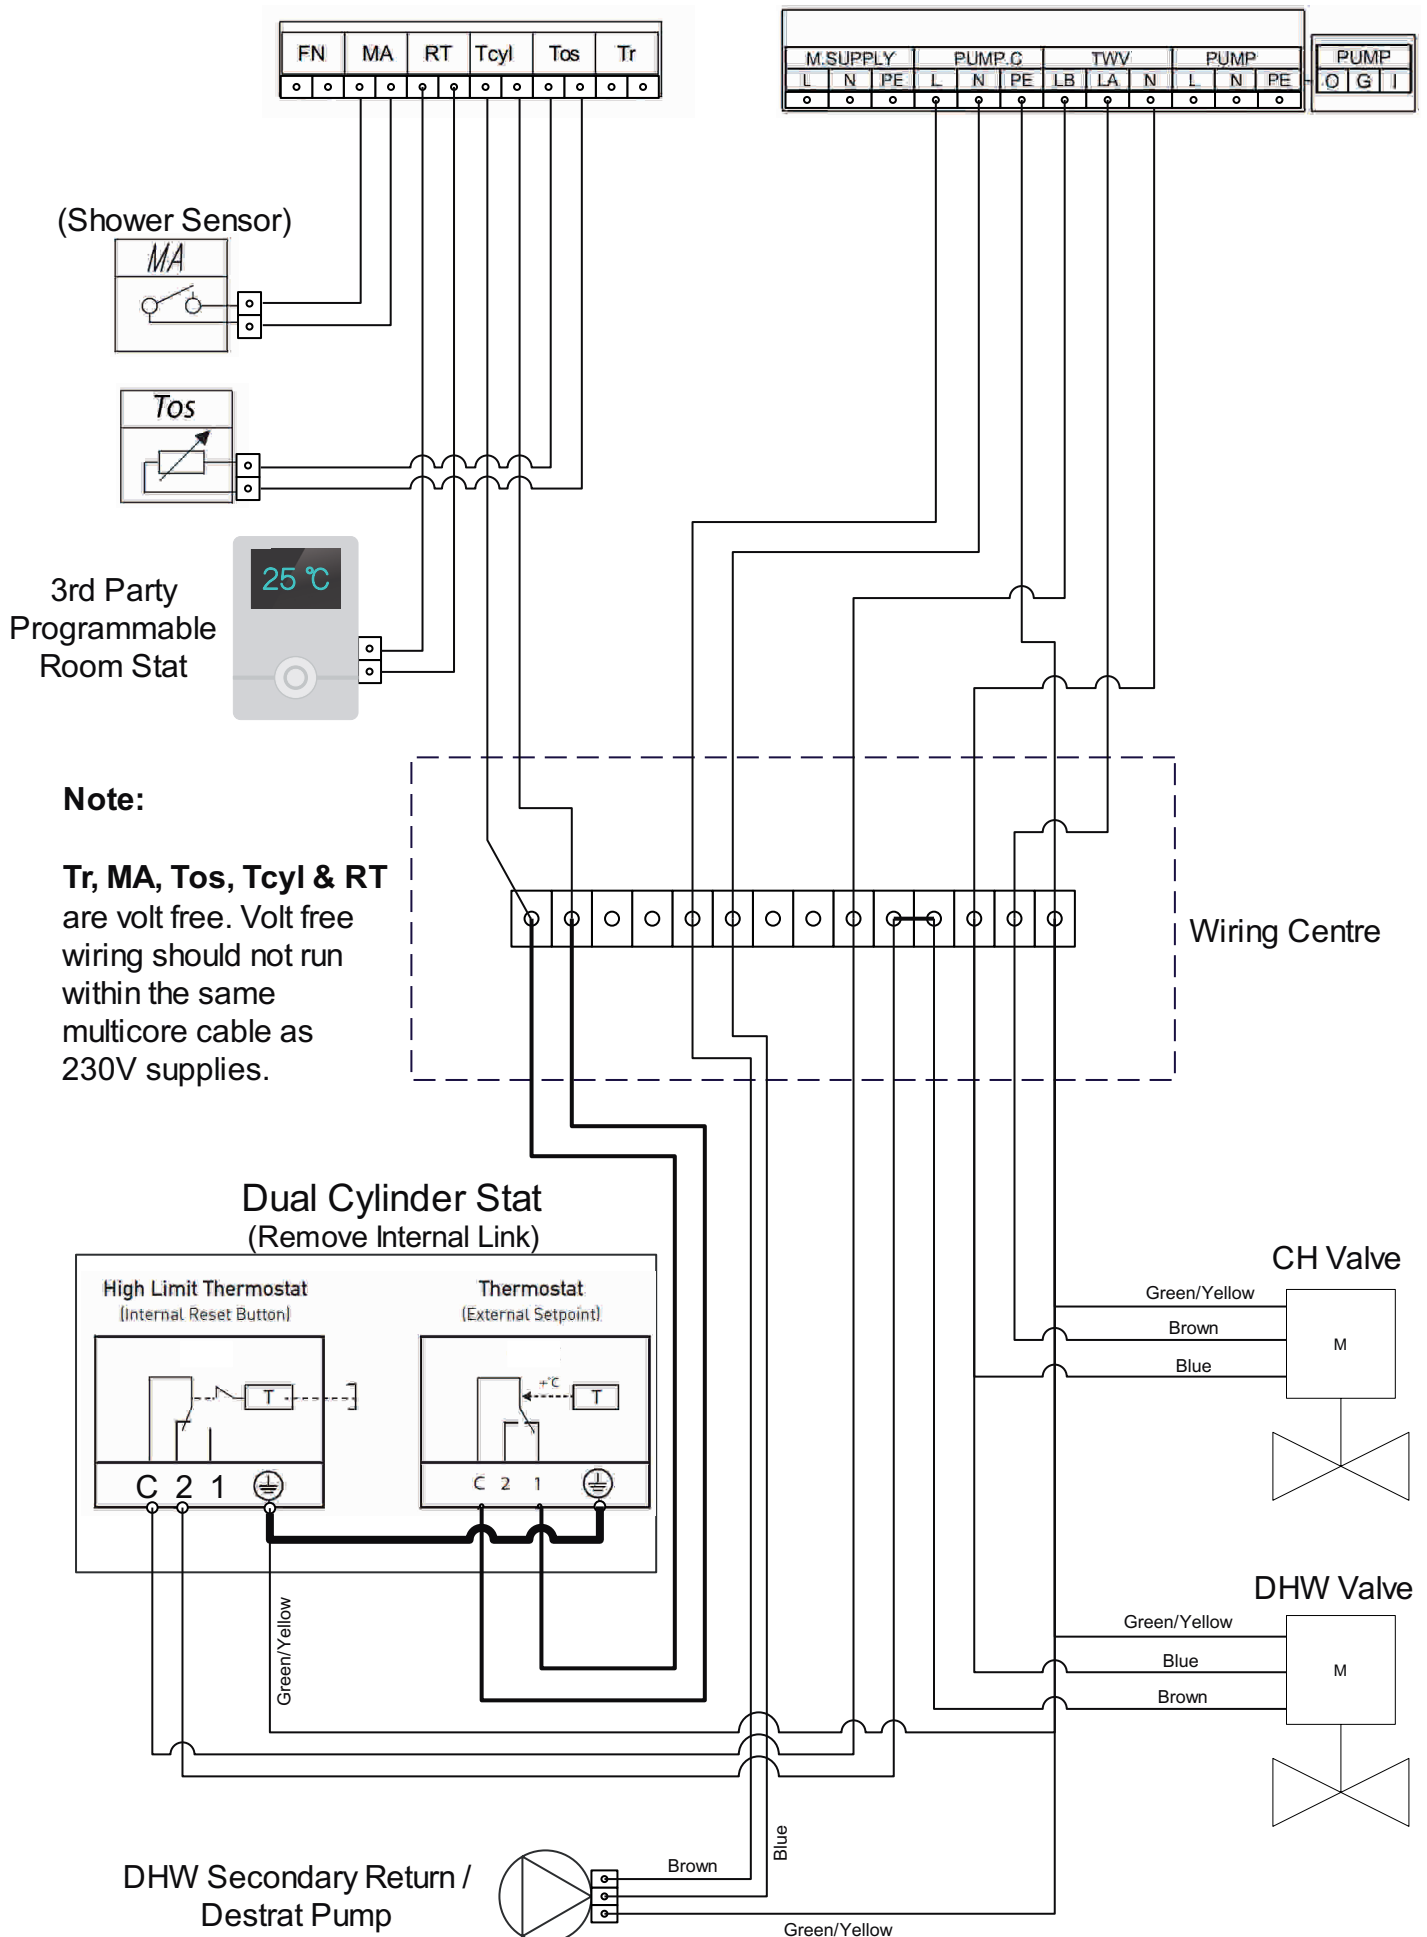 FN MA RT Tcyl Tos Tr
M.SUPPLY PUMP.C TWV PUMP PUMP
L N PE L N PE LB LA N L N PE O G I
(Shower Sensor)
MA
Tos
25 °C
3rd Party
Programmable
Room Stat
Note:
Tr, MA, Tos, Tcyl & RT
are volt free. Volt free
wiring should not run
within the same
multicore cable as
230V supplies.
Wiring Centre
Dual Cylinder Stat
(Remove Internal Link)
High Limit Thermostat
(Internal Reset Button)
T
C 2 1
Thermostat
(External Setpoint)
+°C
T
C 2 1
Green/Yellow
CH Valve
Green/Yellow
Brown
Blue
M
DHW Valve
Green/Yellow
Blue
Brown
M
DHW Secondary Return /
Destrat Pump
Brown
Blue
Green/Yellow